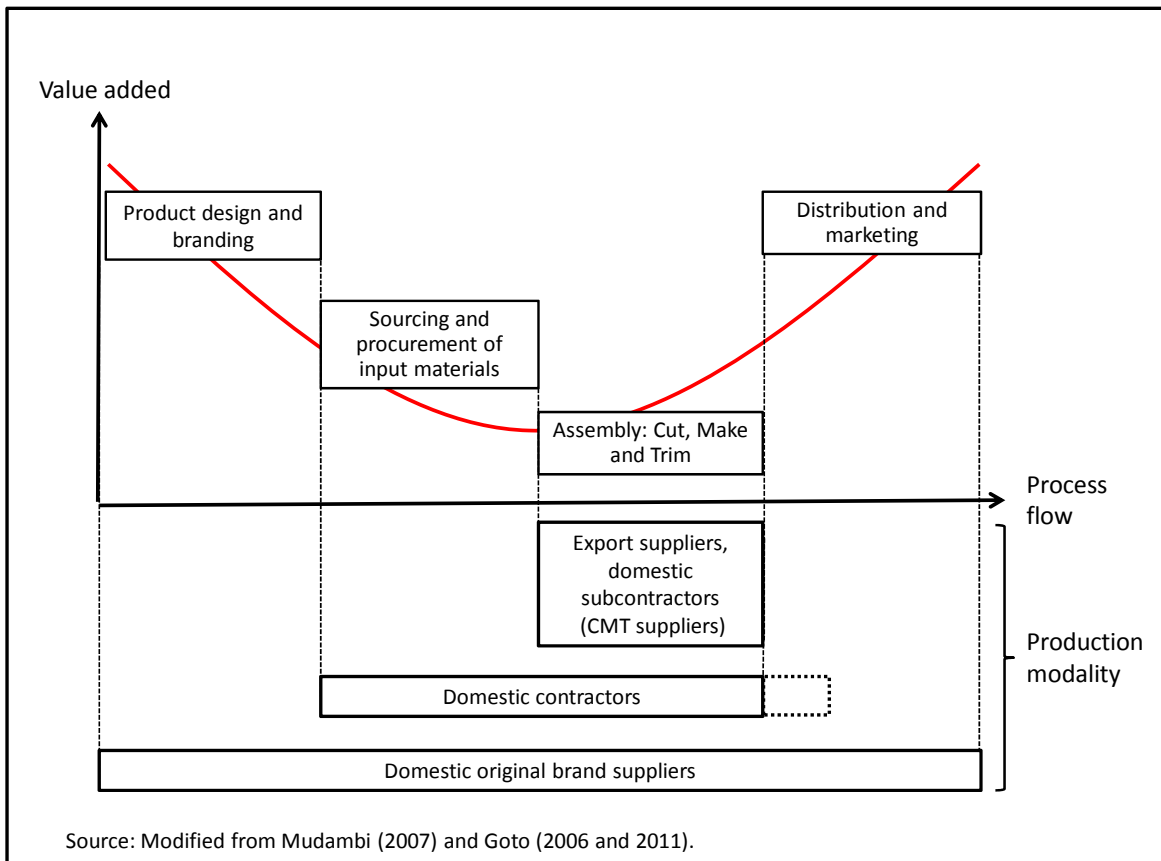 Value added
Product design and
branding
Distribution and
marketing
Sourcing and
procurement of
input materials
Assembly: Cut, Make
and Trim
Process
flow
Export suppliers,
domestic
subcontractors
(CMT suppliers)
Production
modality
Domestic contractors
Domestic original brand suppliers
Source: Modified from Mudambi (2007) and Goto (2006 and 2011).